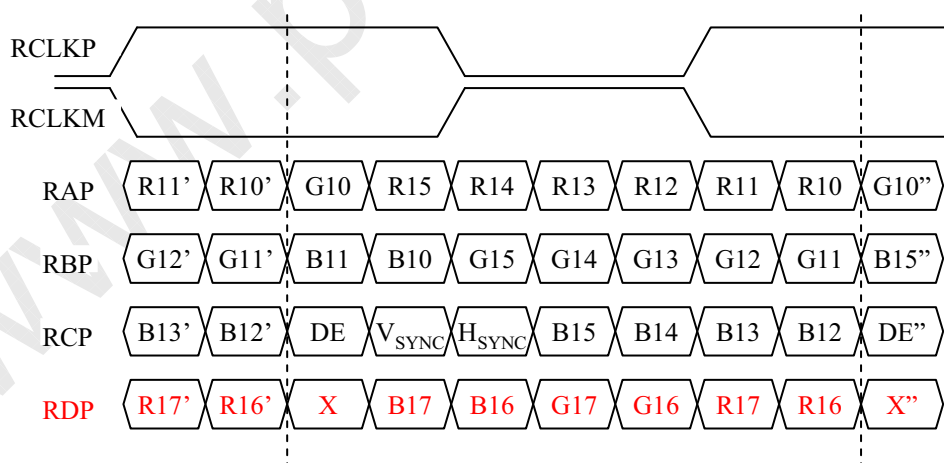 RCLKP
RCLKM
RAP R11’ R10’ G10 R15 R14 R13 R12 R11 R10 G10”
RBP G12’ G11’ B11 B10 G15 G14 G13 G12 G11 B15”
RCP B13’ B12’ DE VSYNC HSYNC B15 B14 B13 B12 DE”
RDP R17’ R16’ X B17 B16 G17 G16 R17 R16 X”
www.p